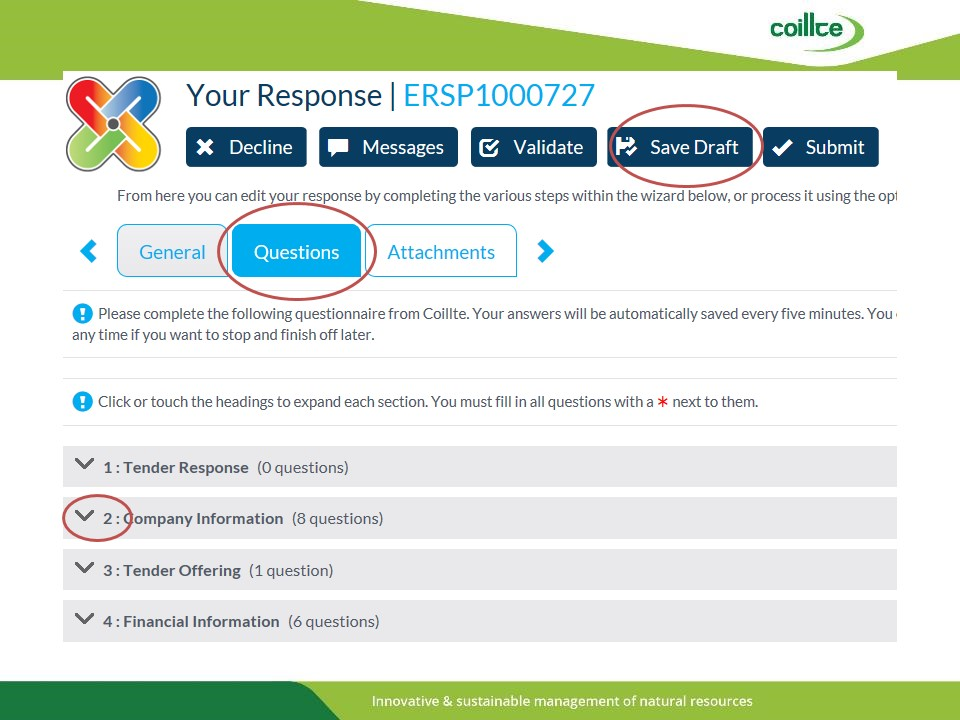 coillte
Your Response | ERSP1000727
Decline Messages Validate Save Draft Submit
From here you can edit your response by completing the various steps within the wizard below, or process it using the opt
General Questions Attachments
Please complete the following questionnaire from Coillte. Your answers will be automatically saved every five minutes. You
any time if you want to stop and finish off later.
Click or touch the headings to expand each section. You must fill in all questions with a * next to them.
1 : Tender Response (0 questions)
2 : Company Information (8 questions)
3 : Tender Offering (1 question)
4 : Financial Information (6 questions)
Innovative & sustainable management of natural resources